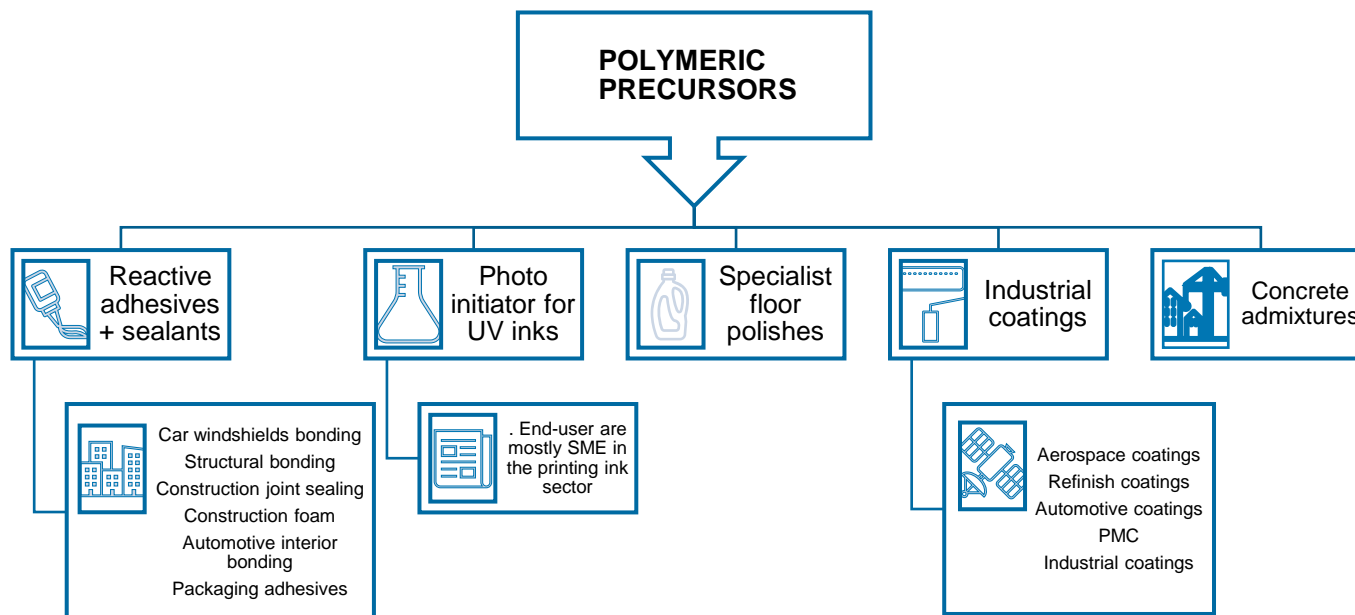 POLYMERIC
PRECURSORS
Reactive
adhesives
+ sealants
Photo
initiator for
UV inks
Specialist
floor
polishes
Industrial
coatings
Concrete
admixtures
Car windshields bonding
Structural bonding
Construction joint sealing
Construction foam
Automotive interior
bonding
Packaging adhesives
. End-user are
mostly SME in
the printing ink
sector
Aerospace coatings
Refinish coatings
Automotive coatings
PMC
Industrial coatings